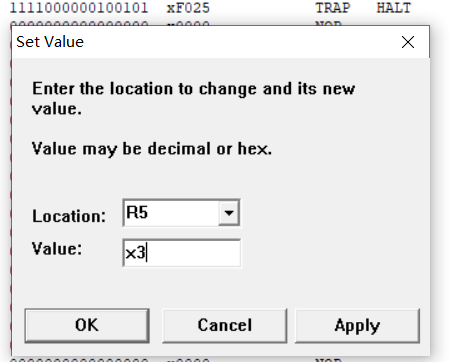 1111000000100101 xF025 TRAP HALT
Set Value
Enter the location to change and its new
value.
Value may be decimal or hex.
Location: R5
Value: x3
OK Cancel Apply